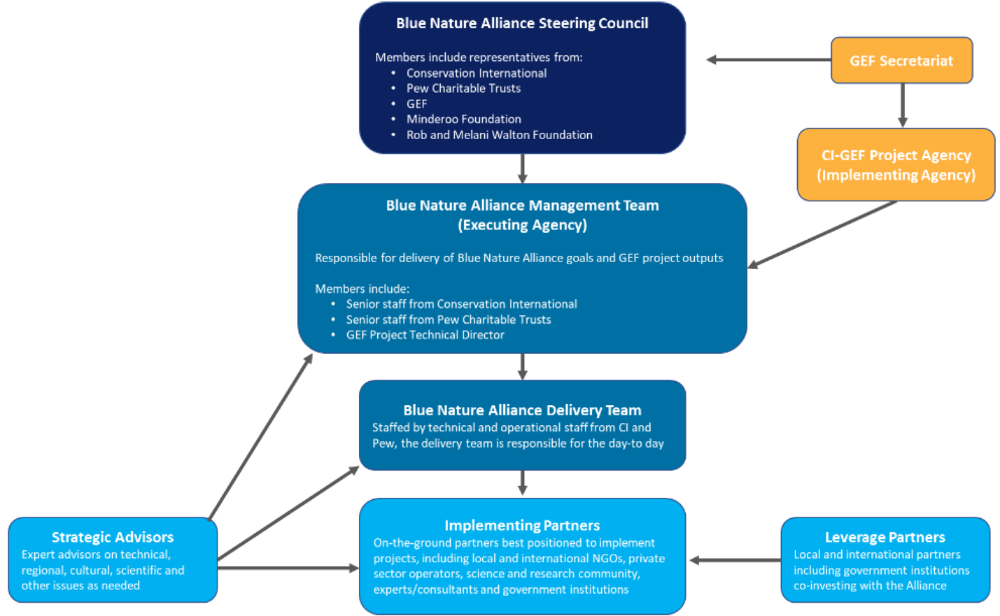 Blue Nature Alliance Steering Council
Members include representatives from:
• Conservation International
• Pew Charitable Trusts
• GEF
• Minderoo Foundation
• Rob and Melani Walton Foundation
GEF Secretariat
CI-GEF Project Agency
(Implementing Agency)
Blue Nature Alliance Management Team
(Executing Agency)
Responsible for delivery of Blue Nature Alliance goals and GEF project outputs
Members include:
• Senior staff from Conservation International
• Senior staff from Pew Charitable Trusts
• GEF Project Technical Director
Blue Nature Alliance Delivery Team
Staffed by technical and operational staff from CI and
Pew, the delivery team is responsible for the day-to day
Strategic Advisors
Expert advisors on technical,
regional, cultural, scientific and
other issues as needed
Implementing Partners
On-the-ground partners best positioned to implement
projects, including local and international NGOs, private
sector operators, science and research community,
experts/consultants and government institutions
Leverage Partners
Local and international partners
including government institutions
co-investing with the Alliance